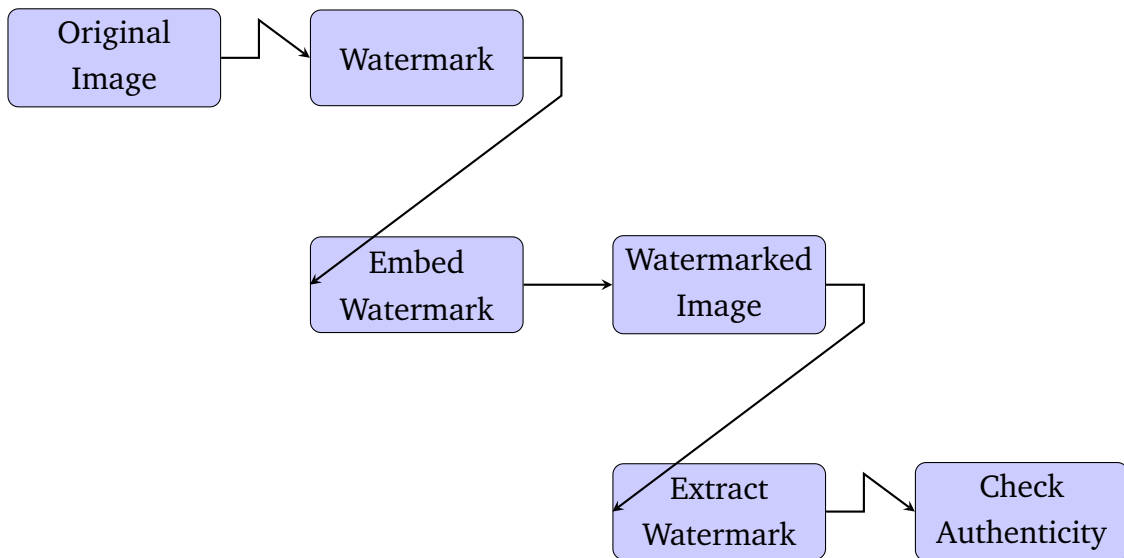 Original
Image
Watermark
Embed
Watermark
Watermarked
Image
Extract
Watermark
Check
Authenticity